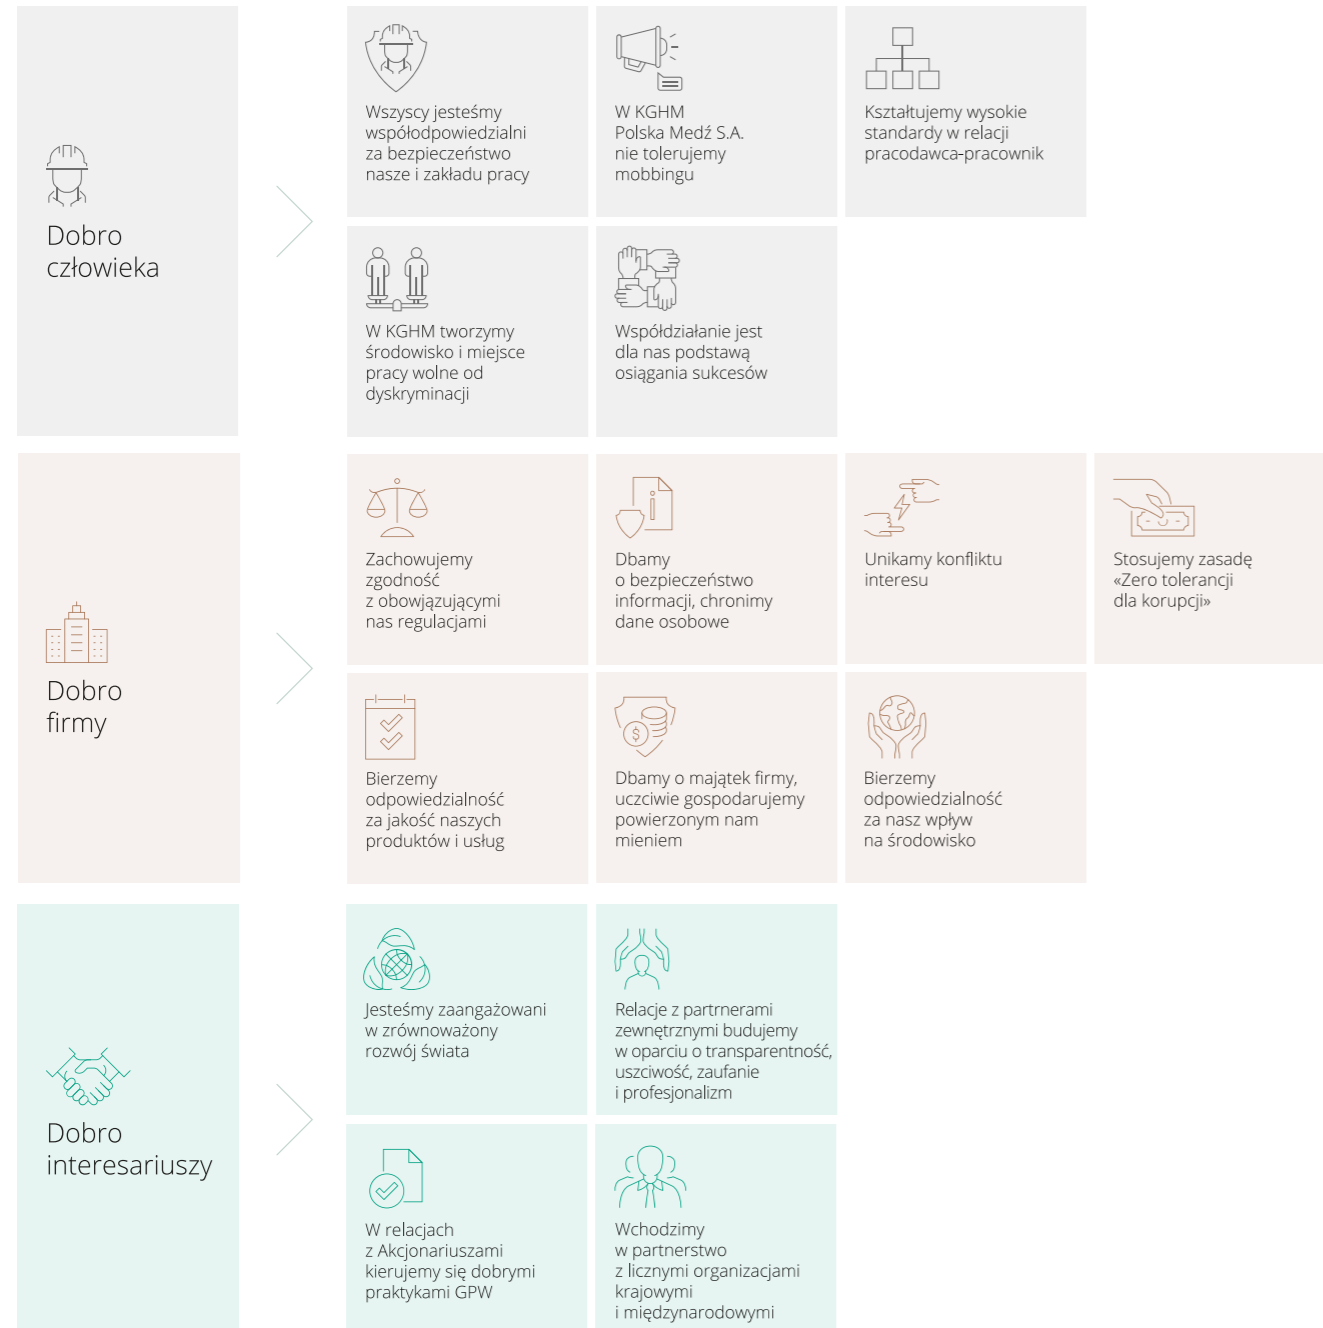 Dobro
człowieka
Wszyscy jesteśmy
współodpowiedzialni
za bezpieczeństwo
nasze i zakładu pracy
W KGHM
Polska Medź S.A.
nie tolerujemy
mobbingu
Kształtujemy wysokie
standardy w relacji
pracodawca-pracownik
W KGHM tworzymy
środowisko i miejsce
pracy wolne od
dyskryminacji
Współdziałanie jest
dla nas podstawą
osiągania sukcesów
Dobro
firmy
Zachowujemy
zgodność
z obowjązującymi
nas regulacjami
Dbamy
o bezpieczeństwo
informacji, chronimy
dane osobowe
Unikamy konfliktu
interesu
Stosujemy zasadę
«Zero tolerancji
dla korupcji»
Bierzemy
odpowiedzialność
za jakość naszych
produktów i usług
Dbamy o majątek firmy,
uczciwie gospodarujemy
powierzonym nam
mieniem
Bierzemy
odpowiedzialność
za nasz wpływ
na środowisko
Dobro
interesariuszy
Jesteśmy zaangażowani
w zrównoważony
rozwój świata
Relacje z partrnerami
zewnętrznymi budujemy
w oparciu o transparentność,
uszciwość, zaufanie
i profesjonalizm
W relacjach
z Akcjonariuszami
kierujemy się dobrymi
praktykami GPW
Wchodzimy
w partnerstwo
z licznymi organizacjami
krajowymi
i międzynarodowymi